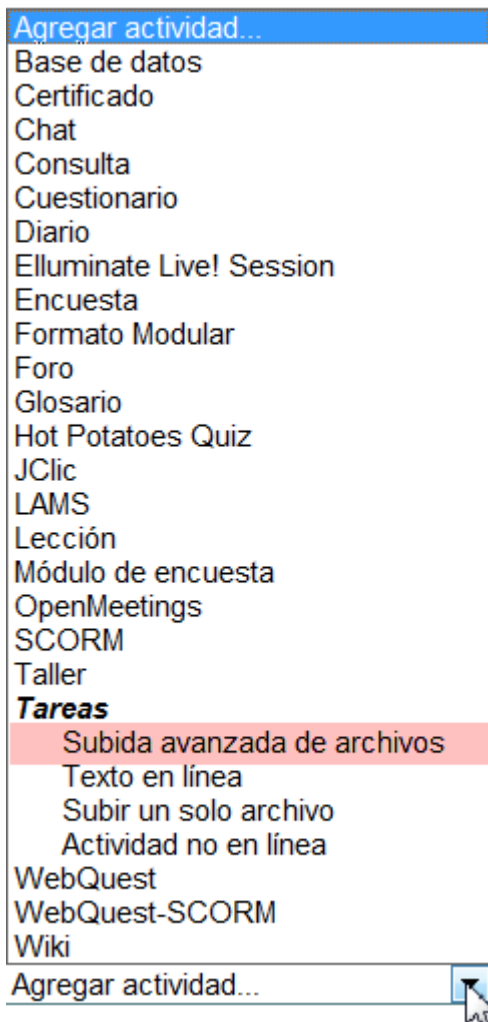 Agregar actividad...
Base de datos
Certificado
Chat
Consulta
Cuestionario
Diario
Elluminate Live! Session
Encuesta
Formato Modular
Foro
Glosario
Hot Potatoes Quiz
JClic
LAMS
Lección
Módulo de encuesta
OpenMeetings
SCORM
Taller
Tareas
Subida avanzada de archivos
Texto en línea
Subir un solo archivo
Actividad no en línea
WebQuest
WebQuest-SCORM
Wiki
Agregar actividad...